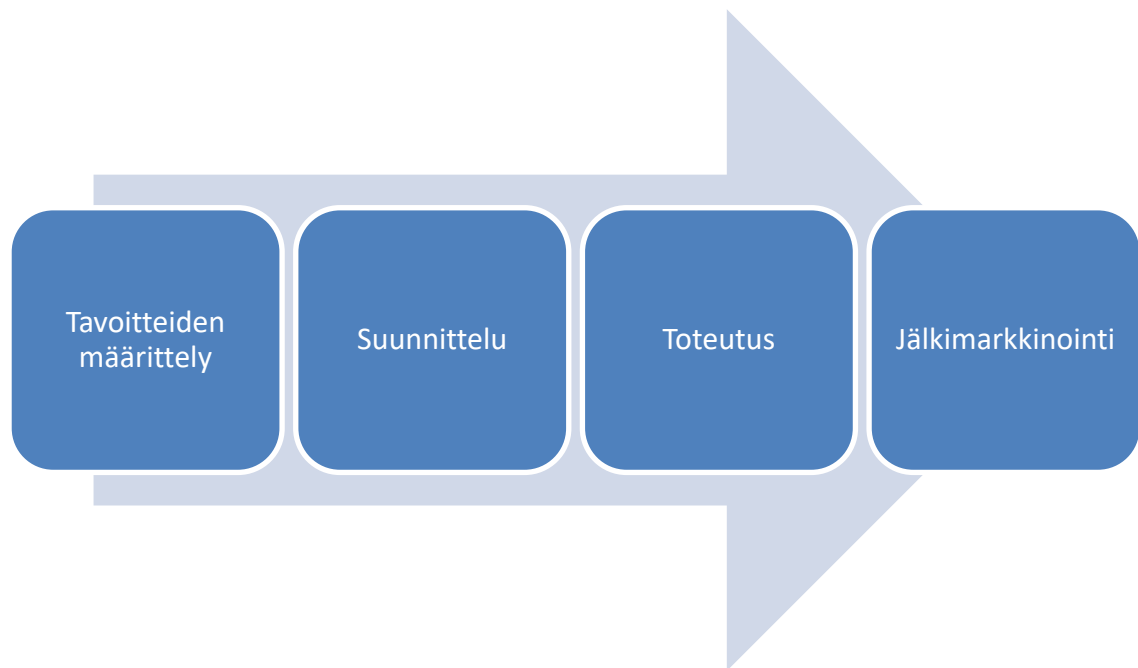 Tavoitteiden
määrittely
Suunnittelu
Toteutus
Jälkimarkkinointi